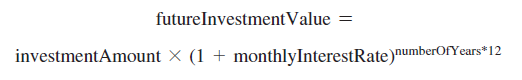 futureInvestmentValue =
investmentAmount × (1 + monthlyInterestRate)^numberOfYears*12